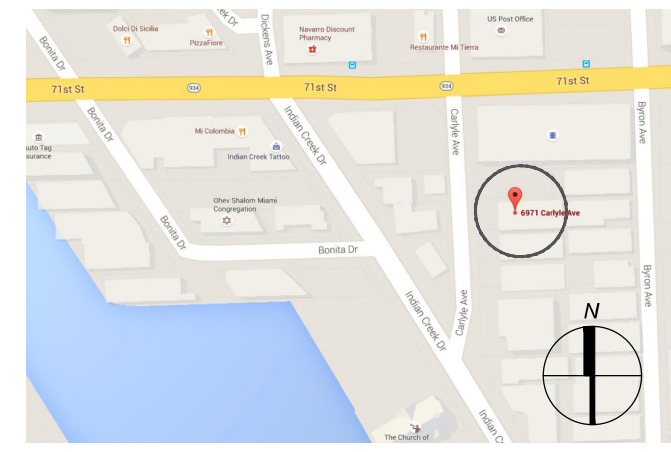 ek Dr
US Post Office
Dolci Di Sicilia
PizzaFiore
Dickens Ave
Navarro Discount
Pharmacy
Restaurante Mi Tierra
Bonita Dr
71st St
934
71st St
934
71st St
Bonita Dr
Mi Colombia
Indian Creek Dr
Carlyle Ave
Byron Ave
Auto Tag
surance
Indian Creek Tattoo
Ohev Shalom Miami
Congregation
6971 Carlyle Ave
Bonita Dr
Bonita Dr
Byron Ave
Indian Creek Dr
Carlyle Ave
N
Indian C
The Church of